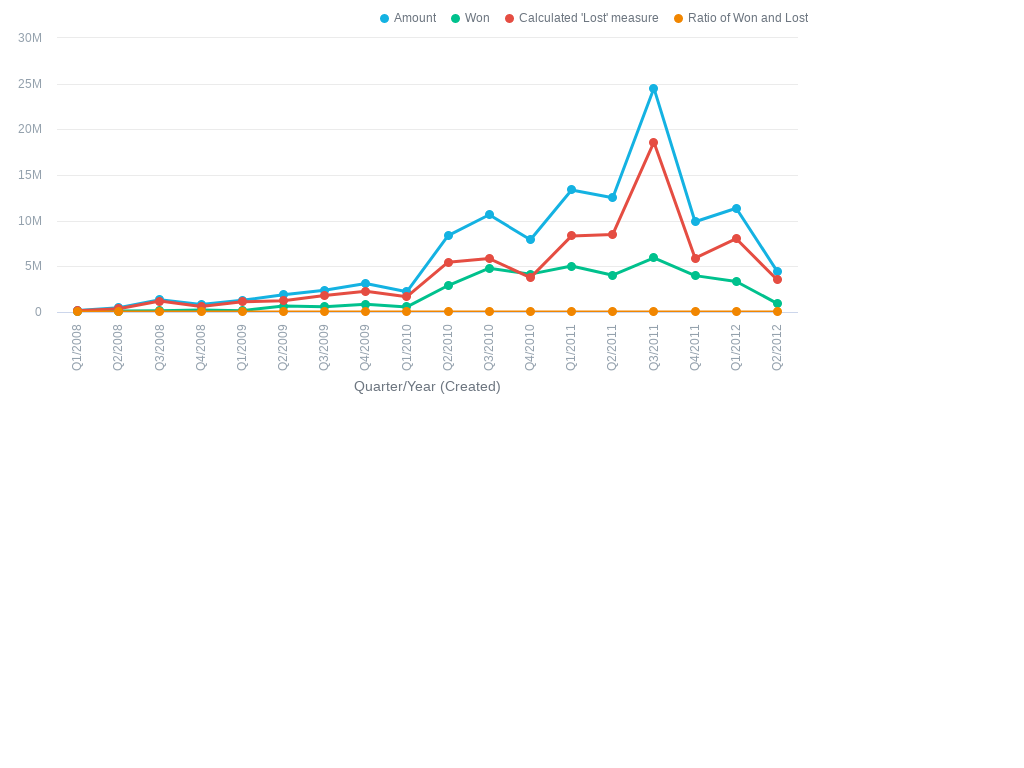 Amount Won Calculated 'Lost' measure Ratio of Won and Lost
30M
25M
20M
15M
10M
5M
0
Q1/2008
Q2/2008
Q3/2008
Q4/2008
Q1/2009
Q2/2009
Q3/2009
Q4/2009
Q1/2010
Q2/2010
Q3/2010
Q4/2010
Q1/2011
Q2/2011
Q3/2011
Q4/2011
Q1/2012
Q2/2012
Quarter/Year (Created)